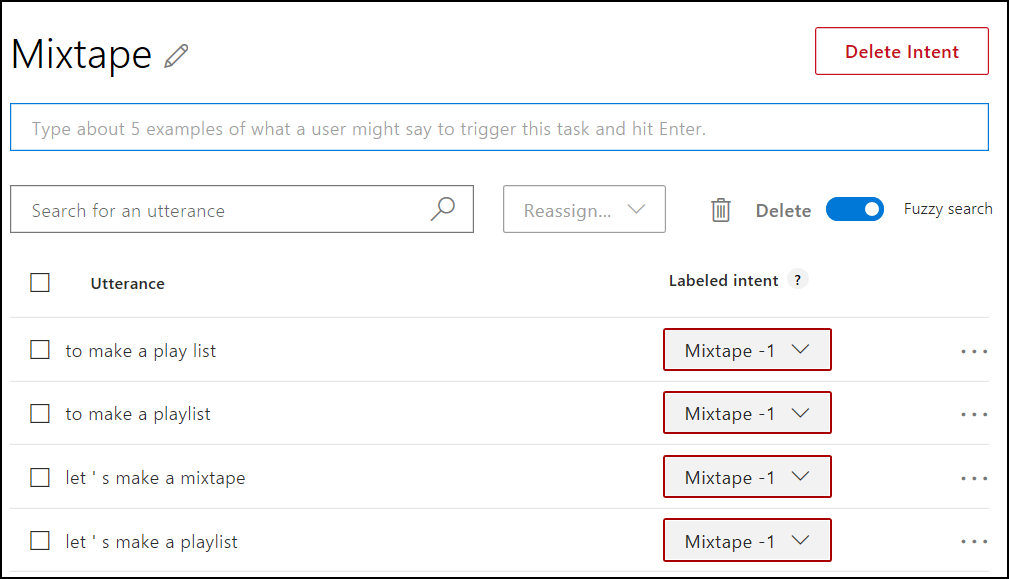 Mixtape
Delete Intent
Type about 5 examples of what a user might say to trigger this task and hit Enter.
Search for an utterance
Reassign...
Delete
Fuzzy search
Utterance
Labeled intent ?
to make a play list
Mixtape -1
to make a playlist
Mixtape -1
let ' s make a mixtape
Mixtape -1
let ' s make a playlist
Mixtape -1